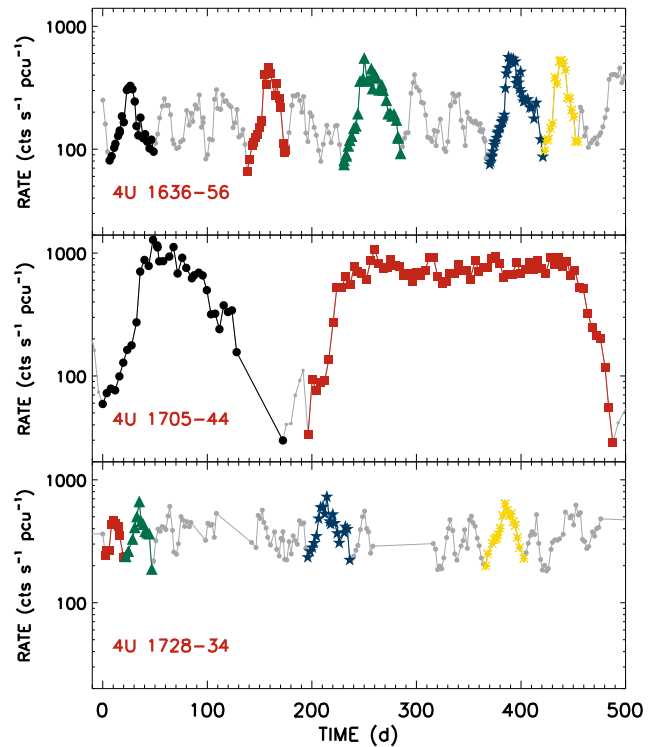 1000
RATE (cts s⁻¹ pcu⁻¹)
100
4U 1636−56
1000
RATE (cts s⁻¹ pcu⁻¹)
100
4U 1705−44
1000
RATE (cts s⁻¹ pcu⁻¹)
100
4U 1728−34
0 100 200 300 400 500
TIME (d)